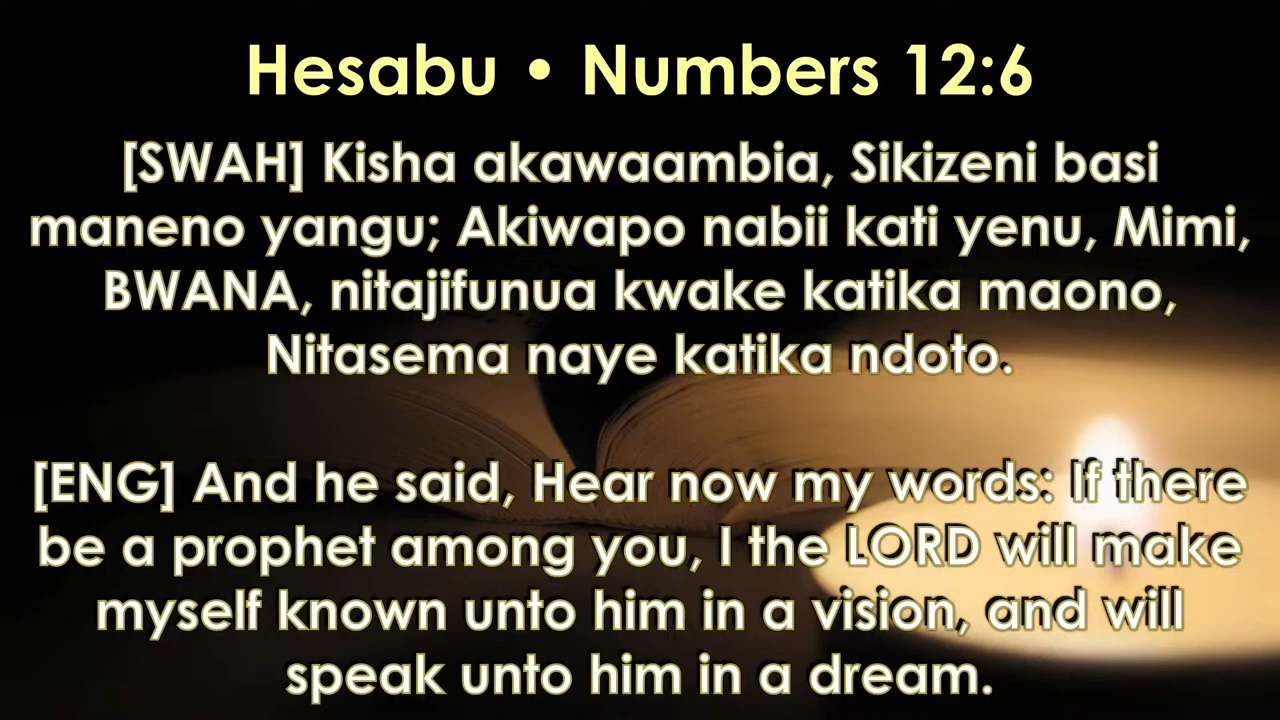 Hesabu • Numbers 12:6
[SWAH] Kisha akawaambia, Sikizeni basi
maneno yangu; Akiwapo nabii kati yenu, Mimi,
BWANA, nitajifunua kwake katika maono,
Nitasema naye katika ndoto.
[ENG] And he said, Hear now my words: If there
be a prophet among you, I the LORD will make
myself known unto him in a vision, and will
speak unto him in a dream.